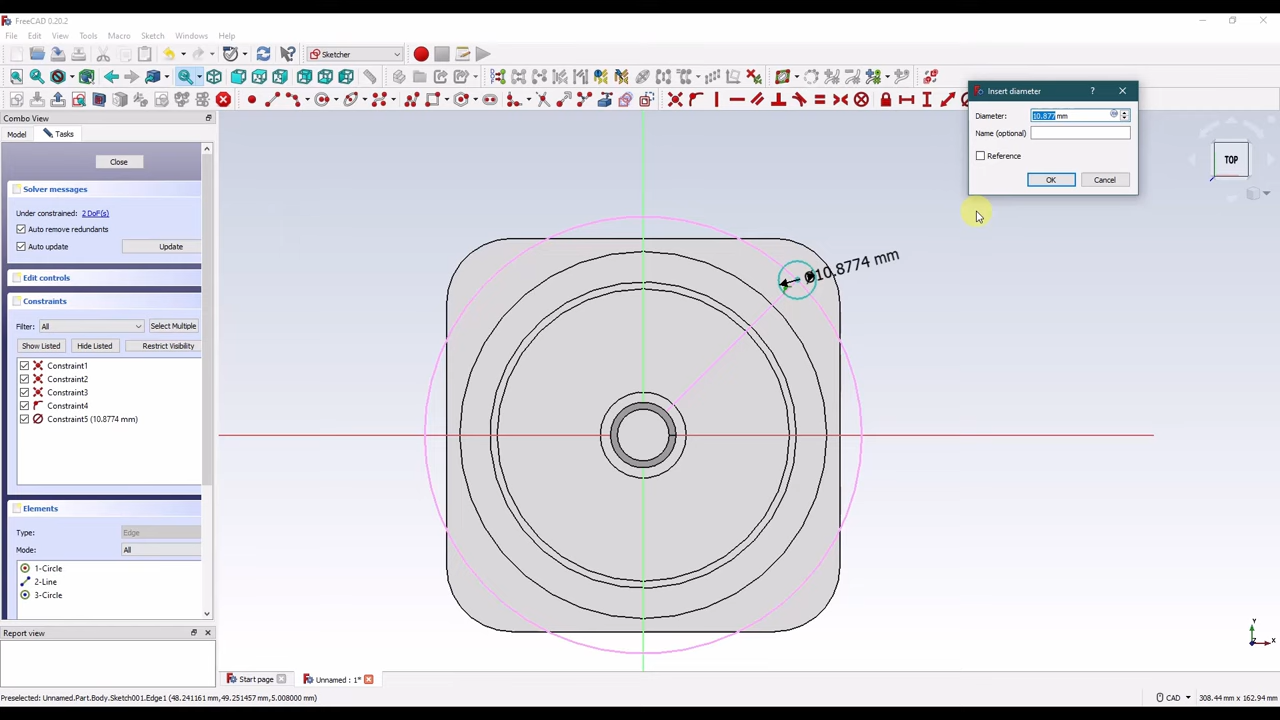 FreeCAD 0.20.2
File Edit View Tools Macro Sketch Windows Help
Sketcher
Combo View
Model Tasks
Close
Solver messages
Under constrained: 2 DoF(s)
Auto remove redundants
Auto update Update
Edit controls
Constraints
Filter: All Select Multiple
Show Listed Hide Listed Restrict Visibility
Constraint1
Constraint2
Constraint3
Constraint4
Constraint5 (10.8774 mm)
Elements
Type: Edge
Mode: All
1-Circle
2-Line
3-Circle
Report view
Insert diameter
Diameter: 10.877 mm
Name (optional)
Reference
OK Cancel
TOP
Ø10.8774 mm
Y
Z X
Start page Unnamed : 1*
Preselected: Unnamed.Part.Body.Sketch001.Edge1 (48.241161 mm,49.251457 mm,5.008000 mm)
CAD 308.44 mm x 162.94 mm